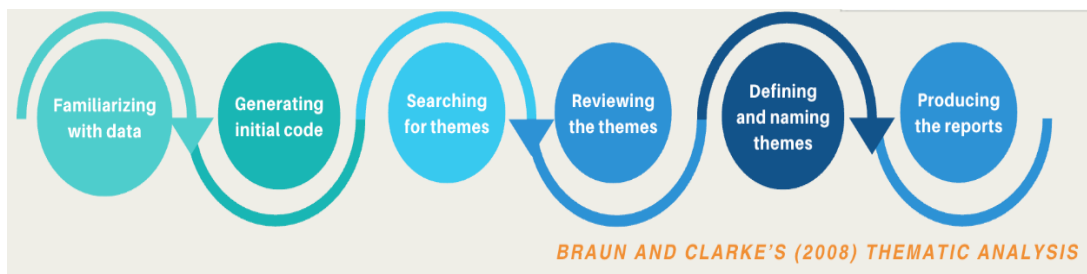 Familiarizing
with data
Generating
initial code
Searching
for themes
Reviewing
the themes
Defining
and naming
themes
Producing
the reports
BRAUN AND CLARKE'S (2008) THEMATIC ANALYSIS